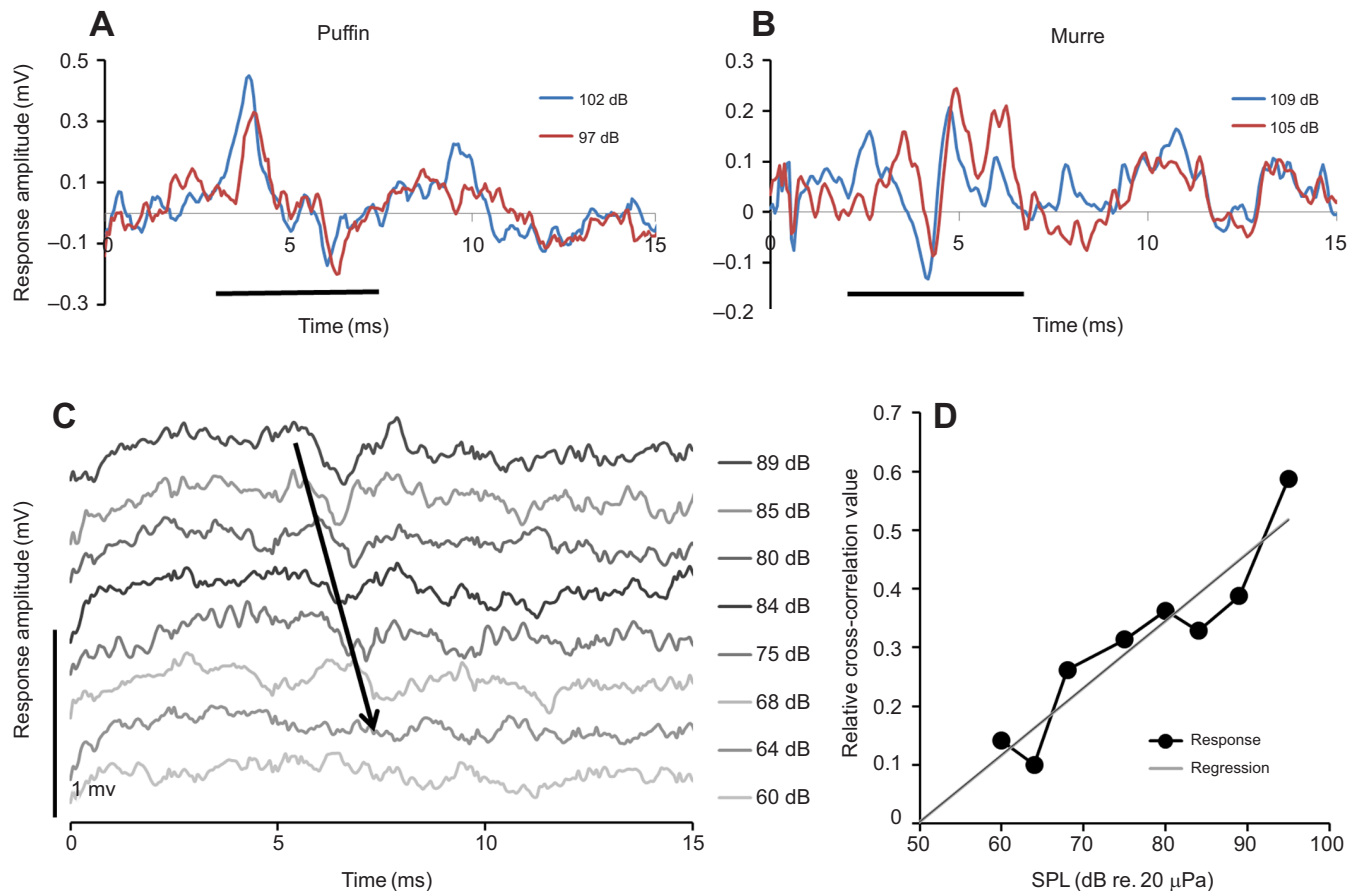 A
Puffin
Response amplitude (mV)
0.5
0.3
0.1
–0.1
–0.3
0
5
10
15
102 dB
97 dB
Time (ms)
B
Murre
0.3
0.2
0.1
0
–0.1
–0.2
0
5
10
15
109 dB
105 dB
Time (ms)
C
Response amplitude (mV)
1 mv
89 dB
85 dB
80 dB
84 dB
75 dB
68 dB
64 dB
60 dB
0
5
10
15
Time (ms)
D
Relative cross-correlation value
0.7
0.6
0.5
0.4
0.3
0.2
0.1
0
50
60
70
80
90
100
Response
Regression
SPL (dB re. 20 μPa)